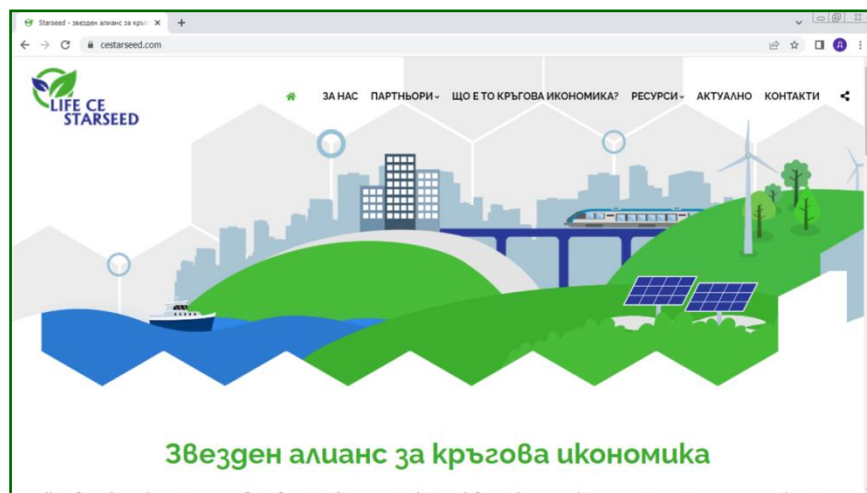 Starseed - звезден алианс за кръг
cestarseed.com
LIFE CE
STARSEED
ЗА НАС ПАРТНЬОРИ ЩО Е ТО КРЪГОВА ИКОНОМИКА? РЕСУРСИ АКТУАЛНО КОНТАКТИ
Звезден алианс за кръгова икономика